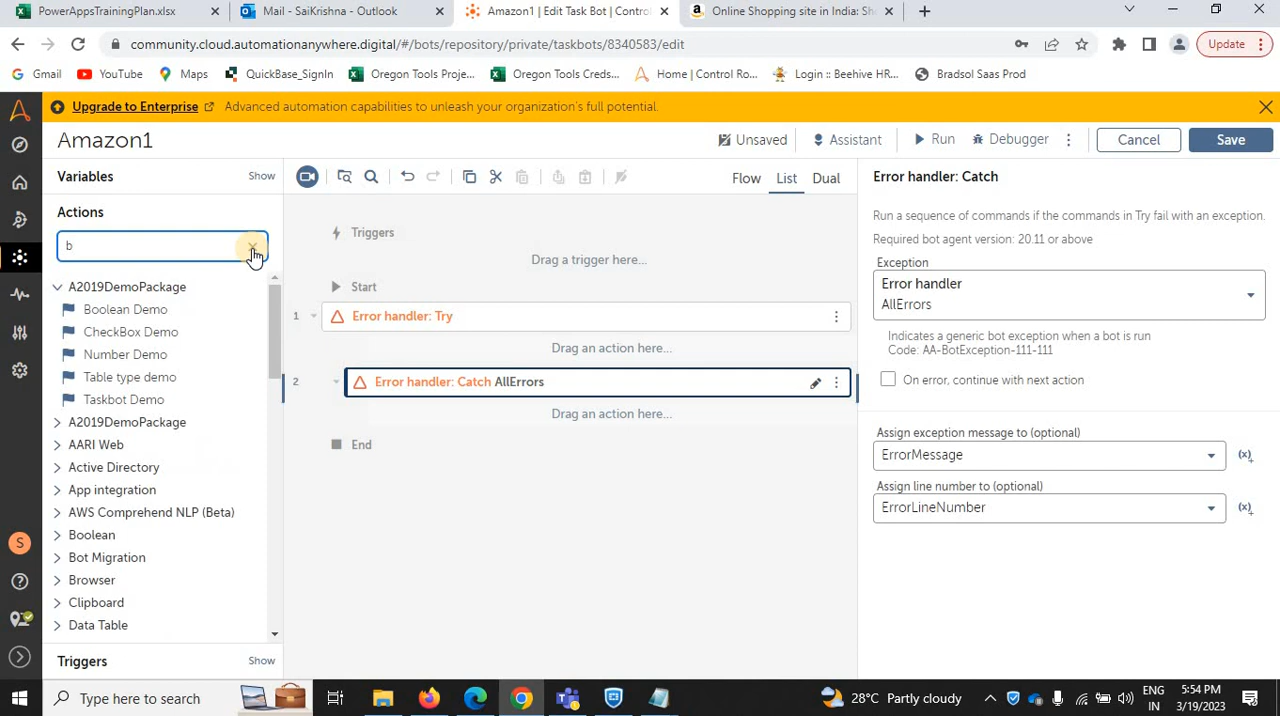 PowerAppsTrainingPlan.xlsx
Mail - SaiKrishna - Outlook
Amazon1 | Edit Task Bot | Contro
Online Shopping site in India: Sh
community.cloud.automationanywhere.digital/#/bots/repository/private/taskbots/8340583/edit
Update
Gmail
YouTube
Maps
QuickBase_SignIn
Oregon Tools Proje...
Oregon Tools Creds...
Home | Control Ro...
Login :: Beehive HR...
Bradsol Saas Prod
Upgrade to Enterprise
Advanced automation capabilities to unleash your organization's full potential.
Amazon1
Unsaved
Assistant
Run
Debugger
Cancel
Save
Variables
Show
Actions
b
A2019DemoPackage
Boolean Demo
CheckBox Demo
Number Demo
Table type demo
Taskbot Demo
A2019DemoPackage
AARI Web
Active Directory
App integration
AWS Comprehend NLP (Beta)
Boolean
Bot Migration
Browser
Clipboard
Data Table
Triggers
Show
Flow
List
Dual
Triggers
Drag a trigger here...
Start
1
Error handler: Try
Drag an action here...
2
Error handler: Catch AllErrors
Drag an action here...
End
Error handler: Catch
Run a sequence of commands if the commands in Try fail with an exception.
Required bot agent version: 20.11 or above
Exception
Error handler
AllErrors
Indicates a generic bot exception when a bot is run
Code: AA-BotException-111-111
On error, continue with next action
Assign exception message to (optional)
ErrorMessage
(x)+
Assign line number to (optional)
ErrorLineNumber
(x)+
S
Type here to search
28°C Partly cloudy
ENG
IN
5:54 PM
3/19/2023